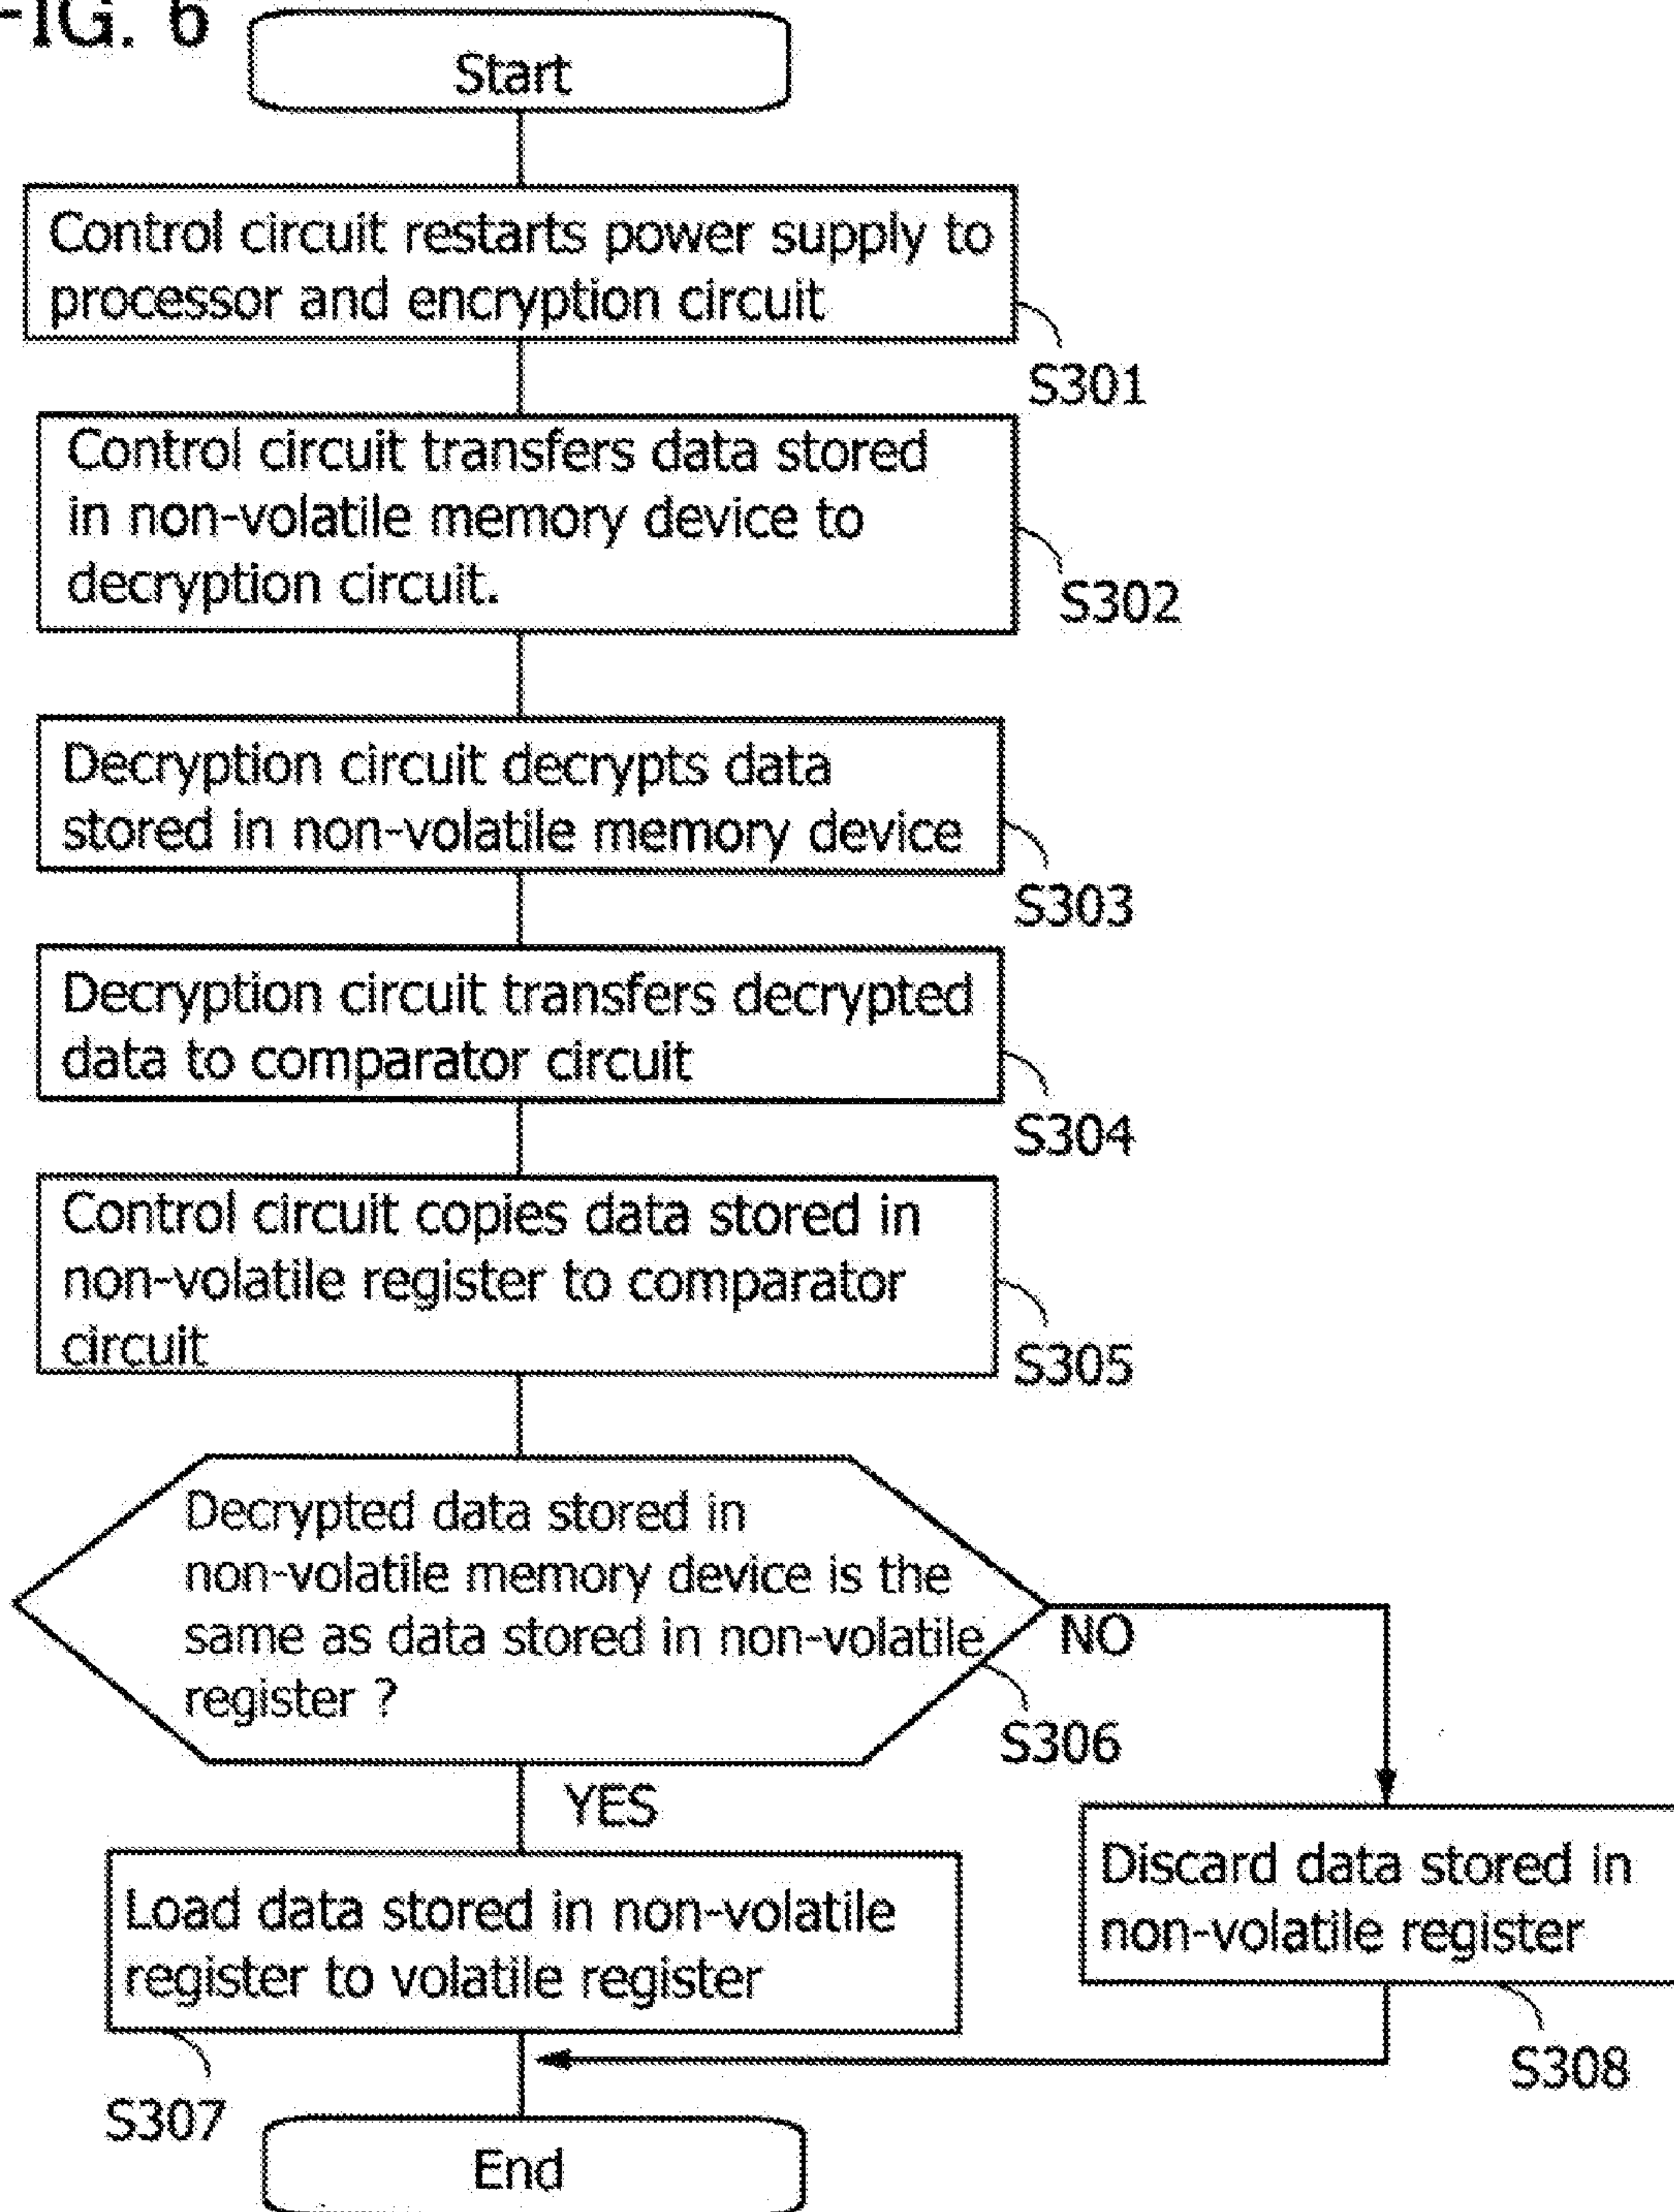 FIG. 6
Start
Control circuit restarts power supply to
processor and encryption circuit
S301
Control circuit transfers data stored
in non-volatile memory device to
decryption circuit.
S302
Decryption circuit decrypts data
stored in non-volatile memory device
S303
Decryption circuit transfers decrypted
data to comparator circuit
S304
Control circuit copies data stored in
non-volatile register to comparator
circuit
S305
Decrypted data stored in
non-volatile memory device is the
same as data stored in non-volatile
register ?
NO
S306
YES
Load data stored in non-volatile
register to volatile register
S307
Discard data stored in
non-volatile register
S308
End